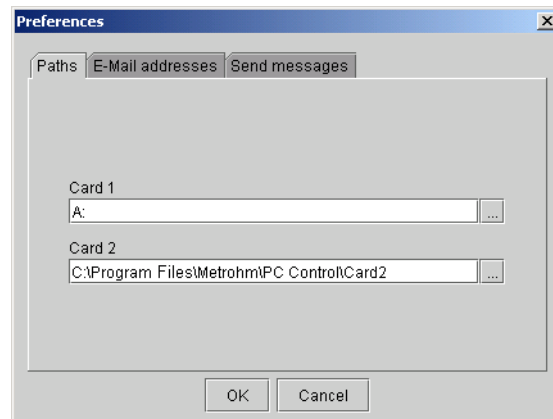 Preferences
Paths E-Mail addresses Send messages
Card 1
A:
...
Card 2
C:\Program Files\Metrohm\PC Control\Card2
...
OK Cancel